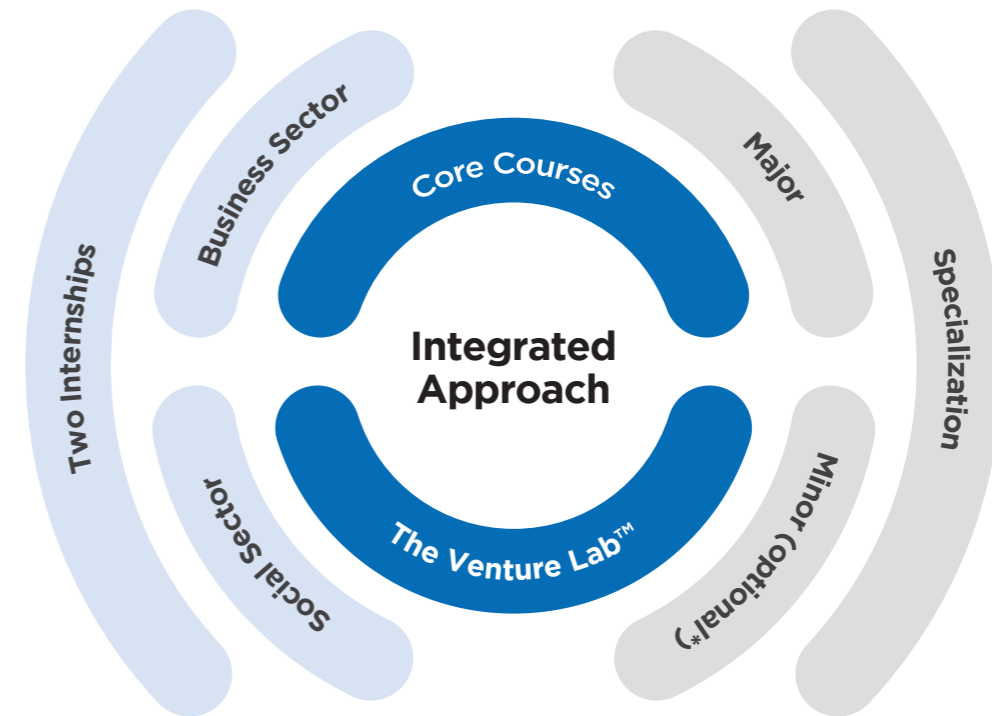 Two Internships
Business Sector
Social Sector
Core Courses
Integrated
Approach
The Venture Lab™
Major
Minor (optional*)
Specialization